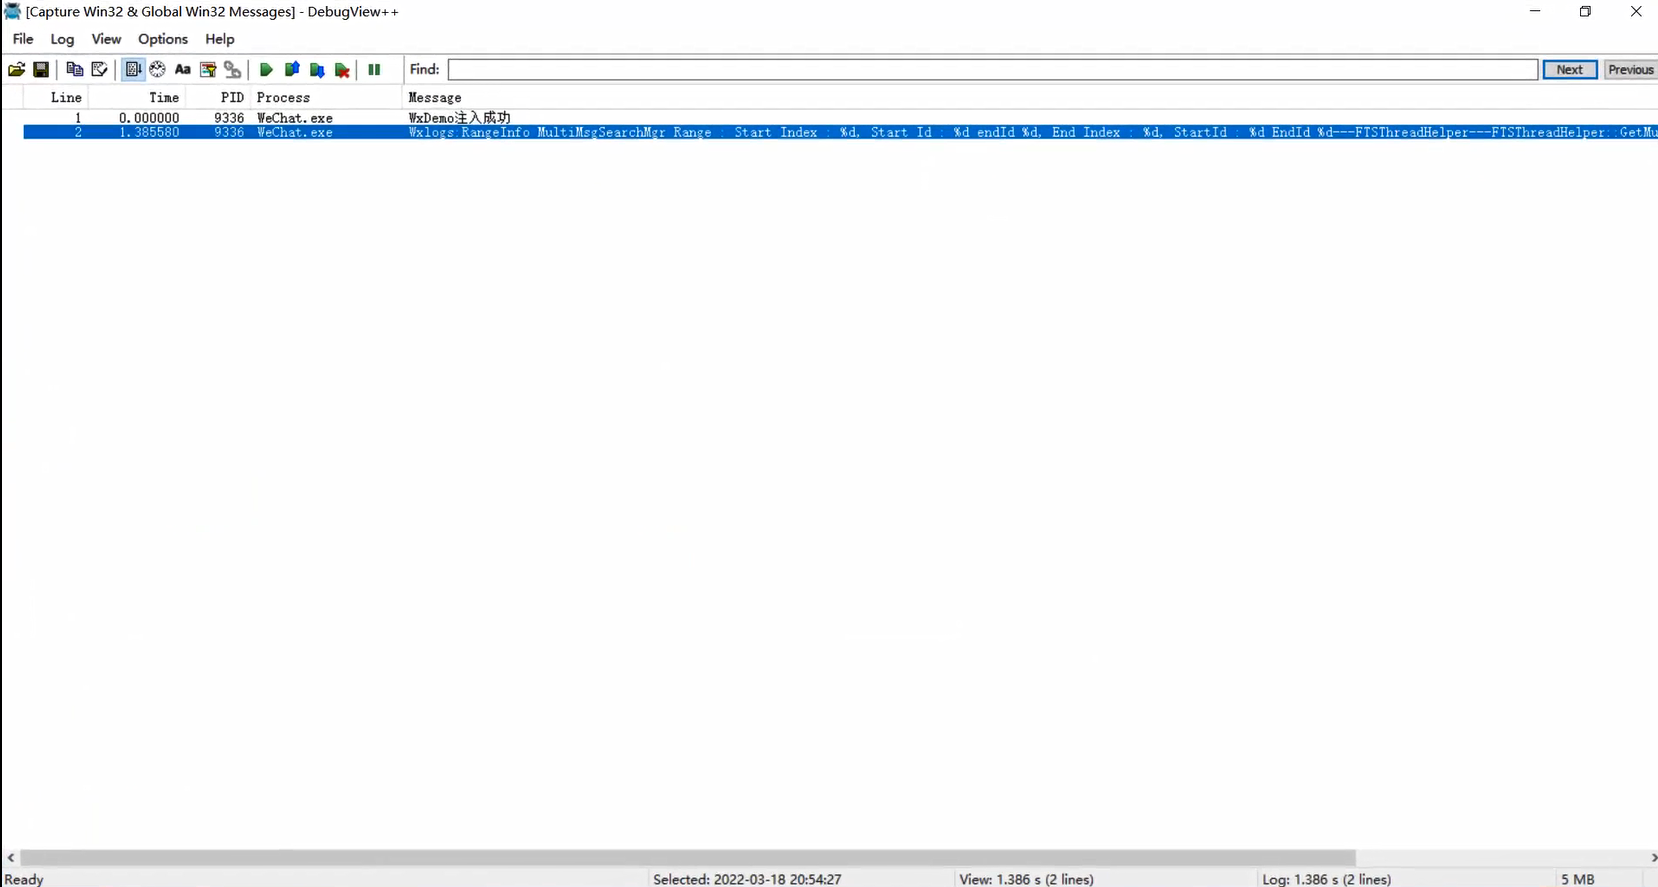 [Capture Win32 & Global Win32 Messages] - DebugView++
File Log View Options Help
Aa Find: Next Previous
Line Time PID Process Message
1 0.000000 9336 WeChat.exe WxDemo注入成功
2 1.385580 9336 WeChat.exe Wxlogs:RangeInfo MultiMsgSearchMgr Range : Start Index : %d, Start Id : %d endId %d, End Index : %d, StartId : %d EndId %d---FTSThreadHelper---FTSThreadHelper::GetMu
Ready Selected: 2022-03-18 20:54:27 View: 1.386 s (2 lines) Log: 1.386 s (2 lines) 5 MB